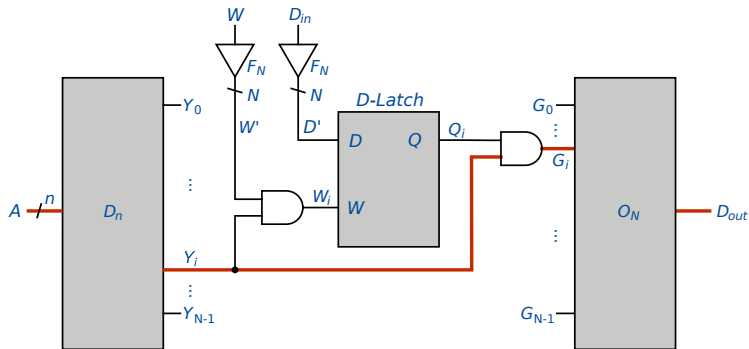 W
D_in
F_N
F_N
N
N
D-Latch
Y_0
G_0
W'
D'
D
Q
Q_i
⋮
G_i
⋮
A
n
D_n
W_i
W
O_N
D_out
⋮
Y_i
⋮
Y_N-1
G_N-1